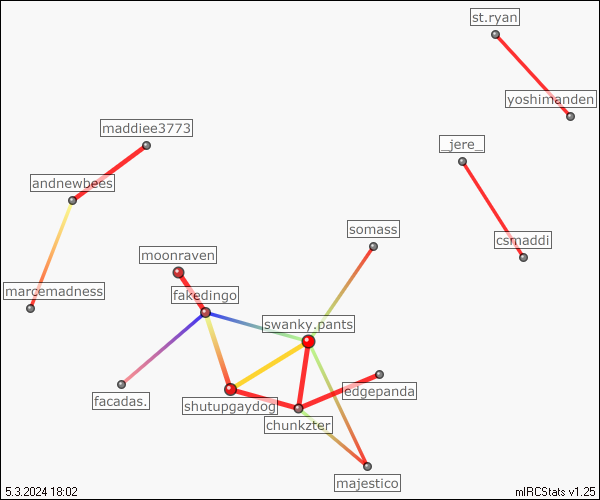 st.ryan
yoshimanden
maddiee3773
_jere_
andnewbees
somass
csmaddi
moonraven
marcemadness
fakedingo
swanky.pants
edgepanda
facadas.
shutupgaydog
chunkzter
majestico
5.3.2024 18:02
mIRCStats v1.25